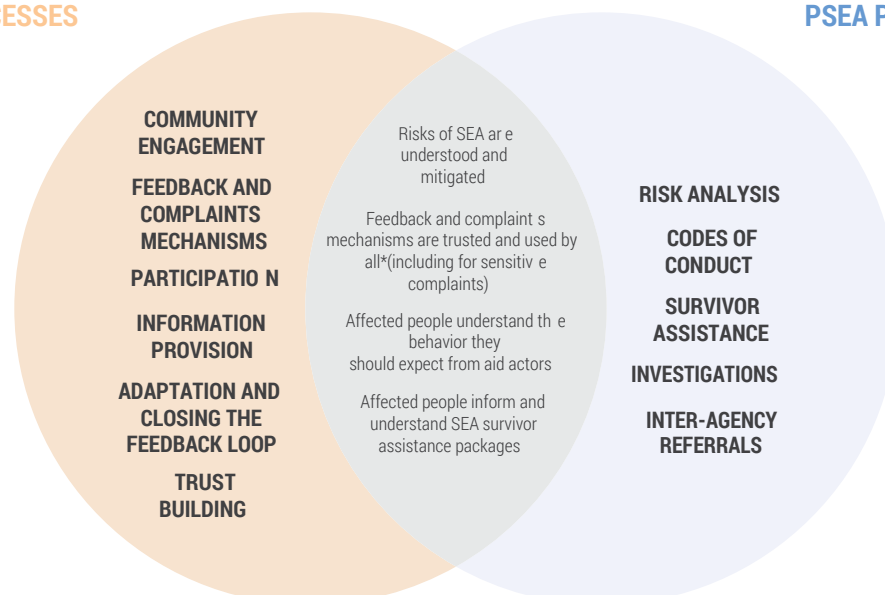 CESSES
PSEA P
COMMUNITY
ENGAGEMENT
FEEDBACK AND
COMPLAINTS
MECHANISMS
PARTICIPATIO N
INFORMATION
PROVISION
ADAPTATION AND
CLOSING THE
FEEDBACK LOOP
TRUST
BUILDING
Risks of SEA ar e
understood and
mitigated
Feedback and complaint s
mechanisms are trusted and used by
all*(including for sensitiv e
complaints)
Affected people understand th e
behavior they
should expect from aid actors
Affected people inform and
understand SEA survivor
assistance packages
RISK ANALYSIS
CODES OF
CONDUCT
SURVIVOR
ASSISTANCE
INVESTIGATIONS
INTER-AGENCY
REFERRALS